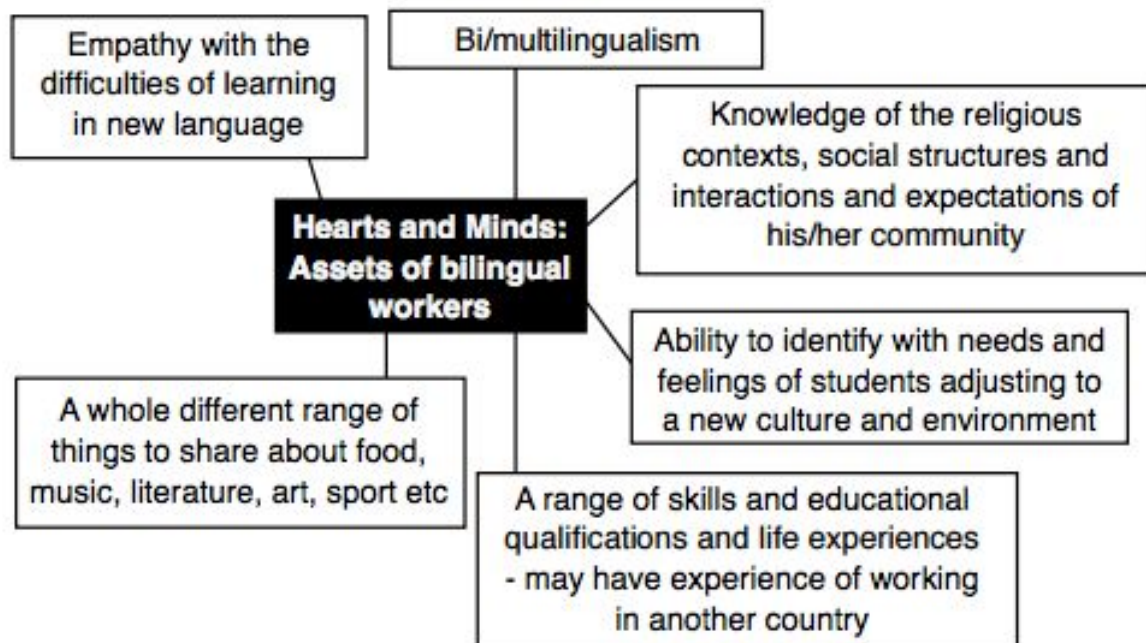 Empathy with the
difficulties of learning
in new language
Bi/multilingualism
Knowledge of the religious
contexts, social structures and
interactions and expectations of
his/her community
Hearts and Minds:
Assets of bilingual
workers
Ability to identify with needs and
feelings of students adjusting to
a new culture and environment
A whole different range of
things to share about food,
music, literature, art, sport etc
A range of skills and educational
qualifications and life experiences
- may have experience of working
in another country